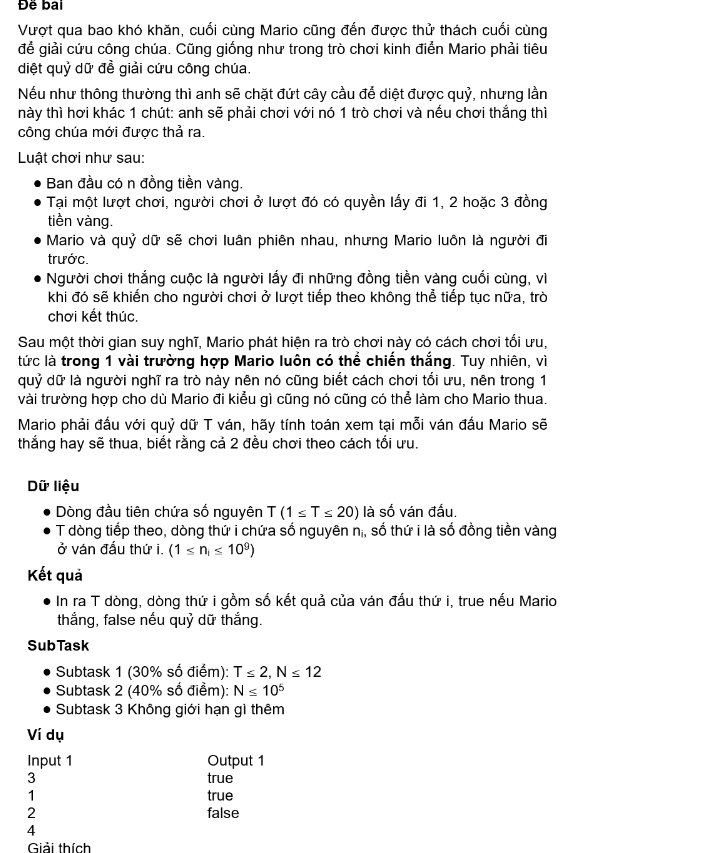 Đề bài
Vượt qua bao khó khăn, cuối cùng Mario cũng đến được thử thách cuối cùng
để giải cứu công chúa. Cũng giống như trong trò chơi kinh điển Mario phải tiêu
diệt quỷ dữ để giải cứu công chúa.
Nếu như thông thường thì anh sẽ chặt đứt cây cầu để diệt được quỷ, nhưng lần
này thì hơi khác 1 chút: anh sẽ phải chơi với nó 1 trò chơi và nếu chơi thắng thì
công chúa mới được thả ra.
Luật chơi như sau:
● Ban đầu có n đồng tiền vàng.
● Tại một lượt chơi, người chơi ở lượt đó có quyền lấy đi 1, 2 hoặc 3 đồng
tiền vàng.
● Mario và quỷ dữ sẽ chơi luân phiên nhau, nhưng Mario luôn là người đi
trước.
● Người chơi thắng cuộc là người lấy đi những đồng tiền vàng cuối cùng, vì
khi đó sẽ khiến cho người chơi ở lượt tiếp theo không thể tiếp tục nữa, trò
chơi kết thúc.
Sau một thời gian suy nghĩ, Mario phát hiện ra trò chơi này có cách chơi tối ưu,
tức là trong 1 vài trường hợp Mario luôn có thể chiến thắng. Tuy nhiên, vì
quỷ dữ là người nghĩ ra trò này nên nó cũng biết cách chơi tối ưu, nên trong 1
vài trường hợp cho dù Mario đi kiểu gì cũng nó cũng có thể làm cho Mario thua.
Mario phải đấu với quỷ dữ T ván, hãy tính toán xem tại mỗi ván đấu Mario sẽ
thắng hay sẽ thua, biết rằng cả 2 đều chơi theo cách tối ưu.
Dữ liệu
● Dòng đầu tiên chứa số nguyên T (1 ≤ T ≤ 20) là số ván đấu.
● T dòng tiếp theo, dòng thứ i chứa số nguyên nᵢ, số thứ i là số đồng tiền vàng
ở ván đấu thứ i. (1 ≤ nᵢ ≤ 10⁹)
Kết quả
● In ra T dòng, dòng thứ i gồm số kết quả của ván đấu thứ i, true nếu Mario
thắng, false nếu quỷ dữ thắng.
SubTask
● Subtask 1 (30% số điểm): T ≤ 2, N ≤ 12
● Subtask 2 (40% số điểm): N ≤ 10⁵
● Subtask 3 Không giới hạn gì thêm
Ví dụ
Input 1 Output 1
3 true
1 true
2 false
4
Giải thích